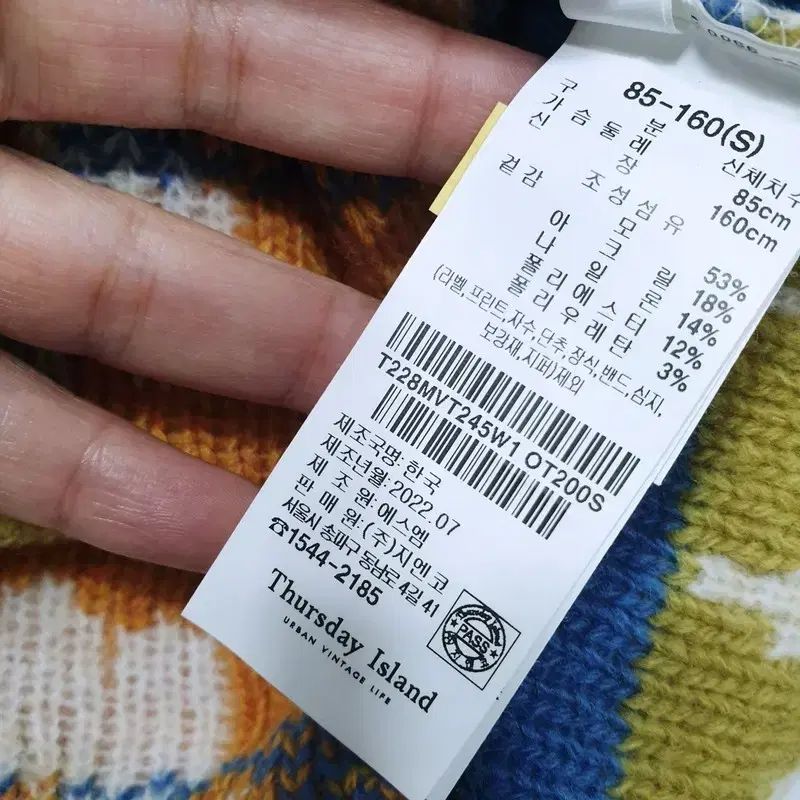 85-160(S)
구 분 신체치수
가 슴 둘 레 85cm
신 장 160cm
겉감 조성섬유
모 53%
아 크 릴 18%
나 일 론 14%
폴리에스터 12%
폴리우레탄 3%
(라벨,프린트,자수,단추,장식,밴드,심지,
보강재,지퍼)제외
T228MVT245W1 OT200S
제조국명:한국
제조년월:2022.07
제 조 원:에스엠
판 매 원:(주)지엔코
서울시 송파구 동남로 4길 41
☎1544-2185
Thursday Island
URBAN VINTAGE LIFE
PASS